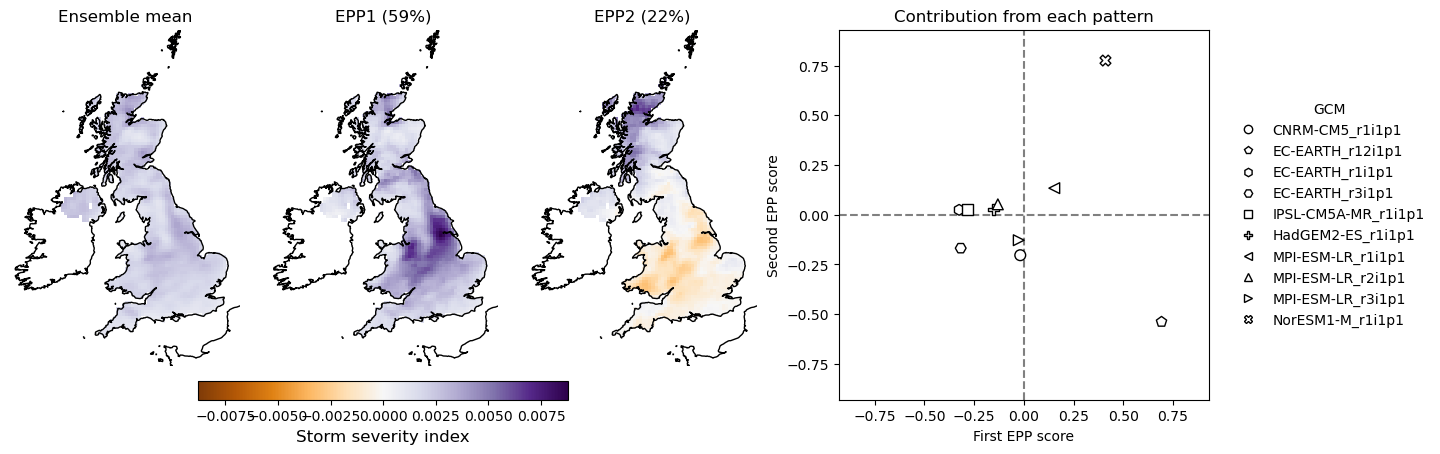 Ensemble mean
EPP1 (59%)
EPP2 (22%)
−0.0075 −0.0050 −0.0025 0.0000 0.0025 0.0050 0.0075
Storm severity index
Contribution from each pattern
0.75
0.50
0.25
0.00
−0.25
−0.50
−0.75
Second EPP score
−0.75 −0.50 −0.25 0.00 0.25 0.50 0.75
First EPP score
GCM
CNRM-CM5_r1i1p1
EC-EARTH_r12i1p1
EC-EARTH_r1i1p1
EC-EARTH_r3i1p1
IPSL-CM5A-MR_r1i1p1
HadGEM2-ES_r1i1p1
MPI-ESM-LR_r1i1p1
MPI-ESM-LR_r2i1p1
MPI-ESM-LR_r3i1p1
NorESM1-M_r1i1p1